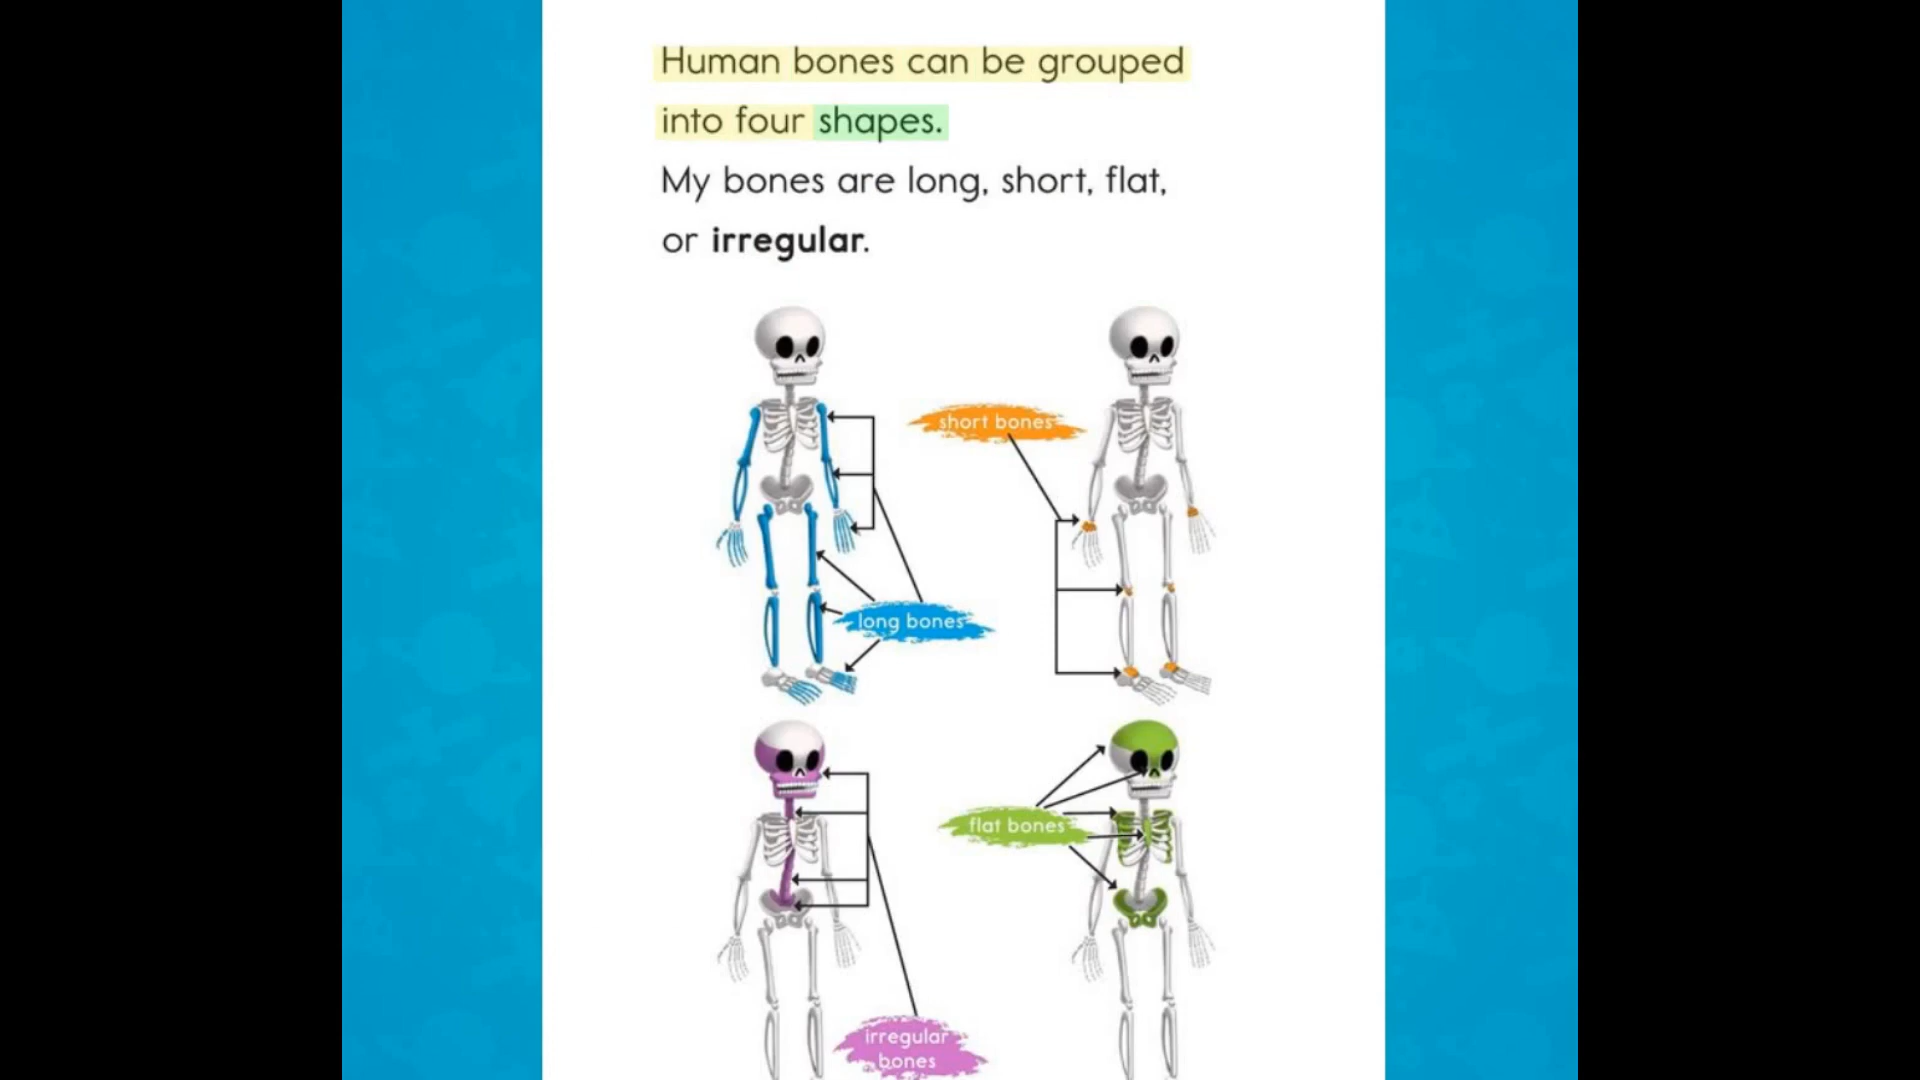 Human bones can be grouped
into four shapes.
My bones are long, short, flat,
or irregular.
short bones
long bones
flat bones
irregular
bones